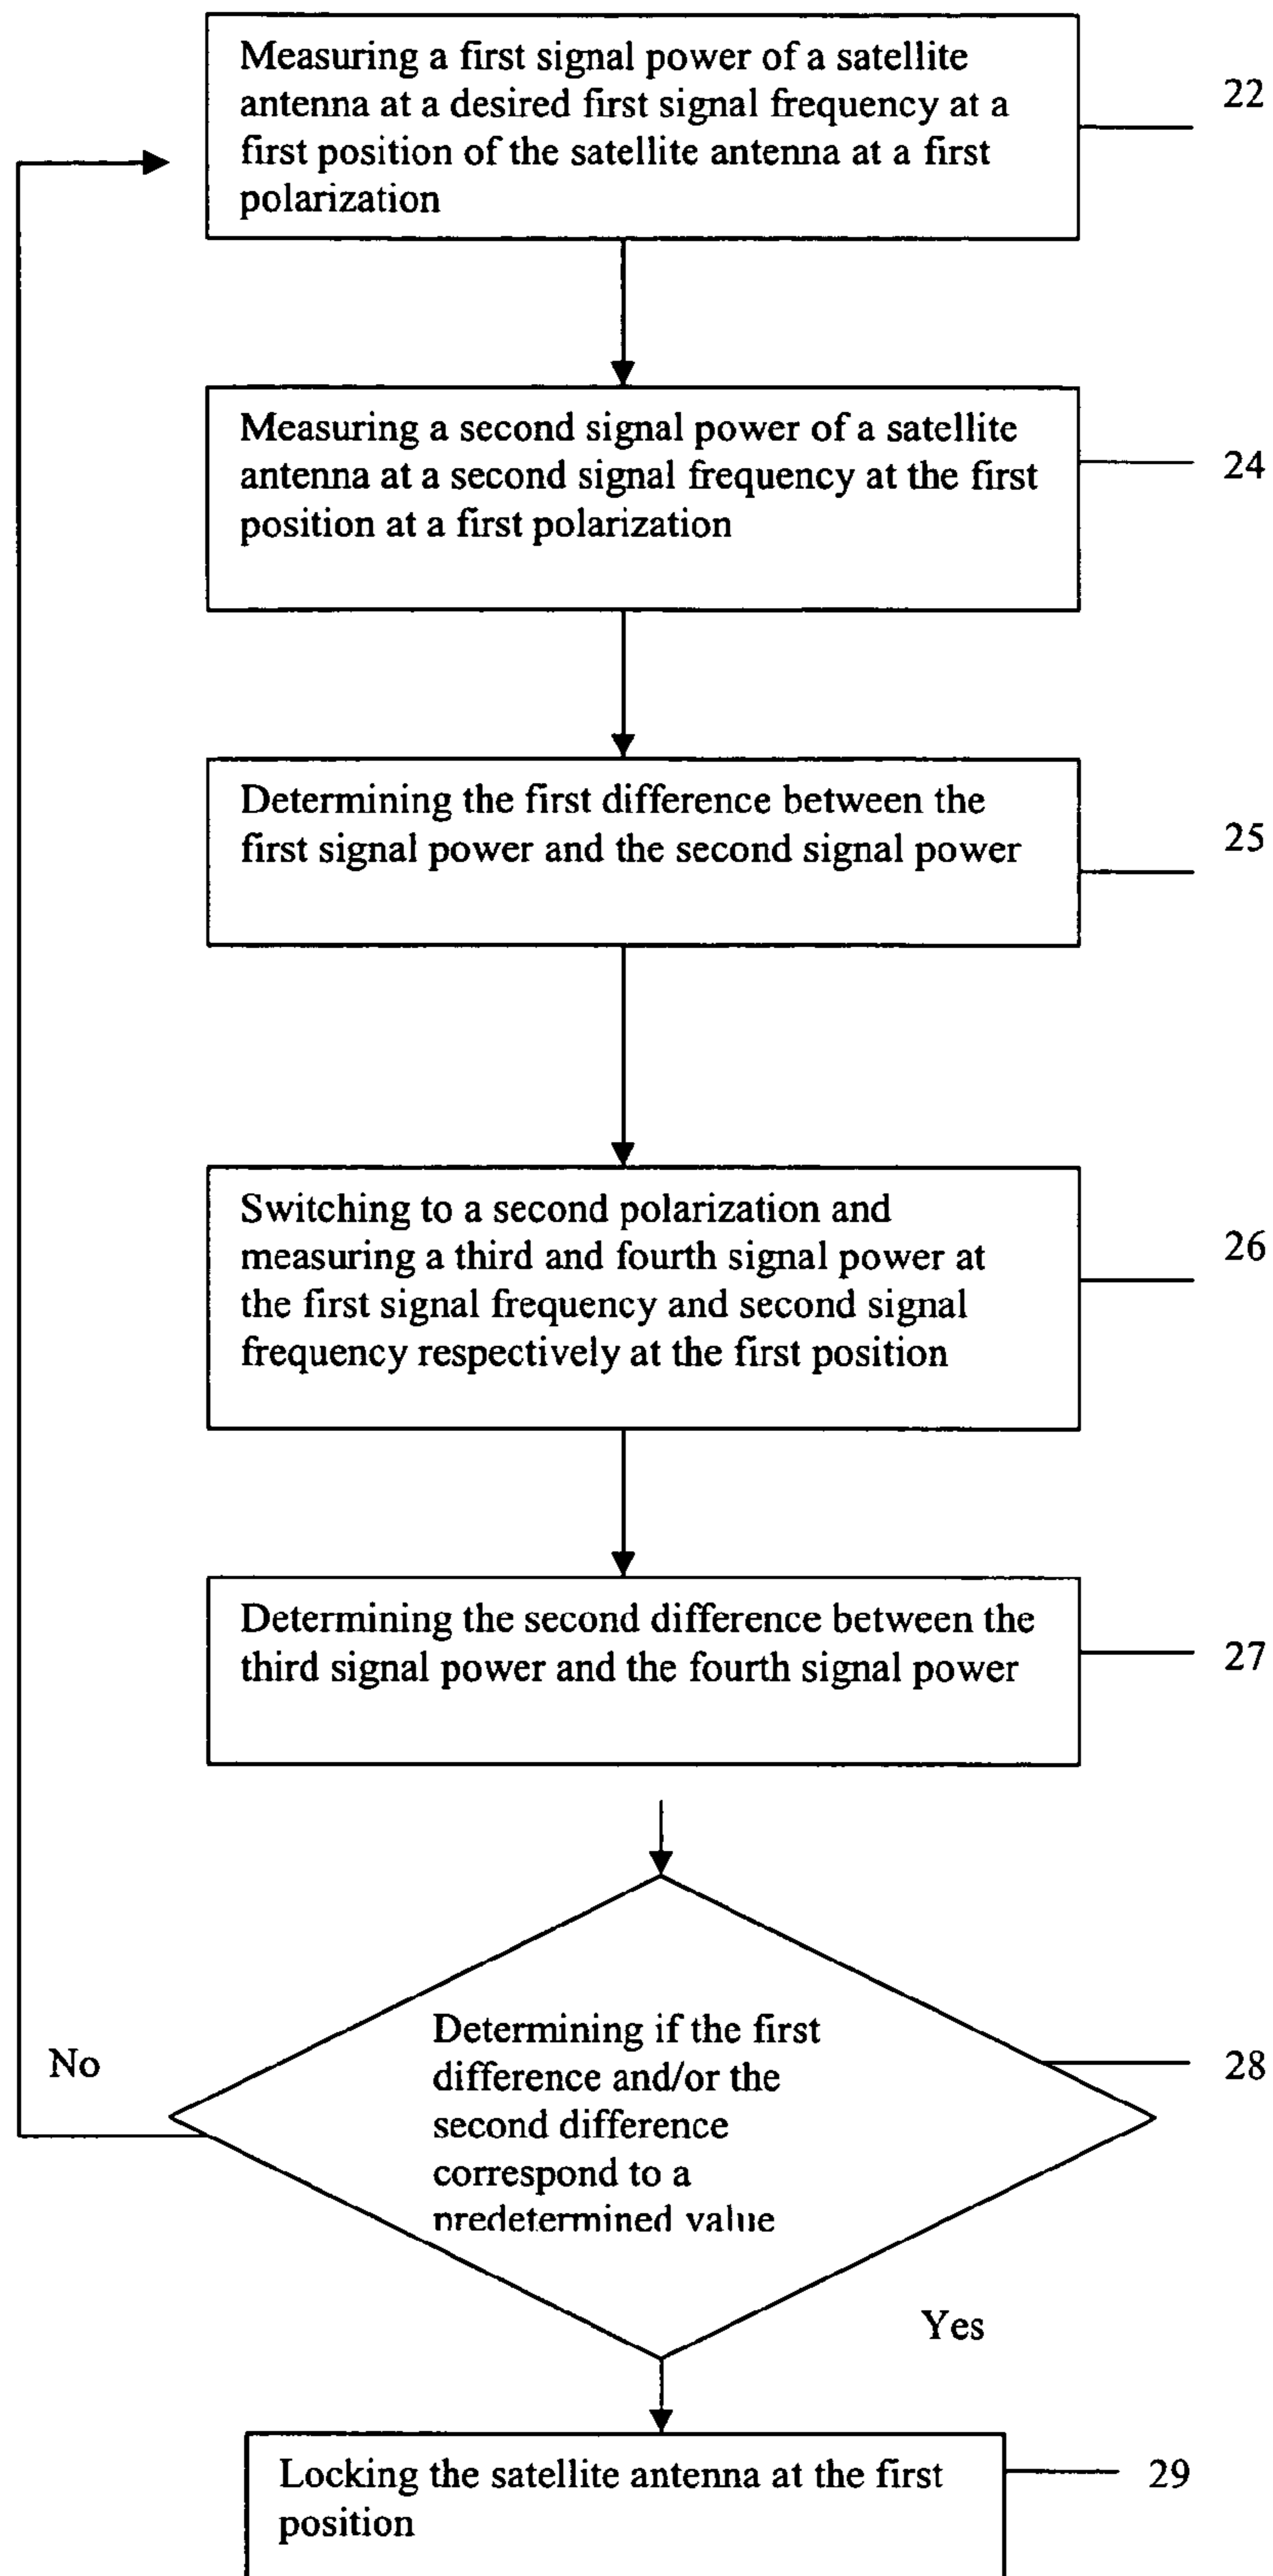 Measuring a first signal power of a satellite
antenna at a desired first signal frequency at a
first position of the satellite antenna at a first
polarization
22
Measuring a second signal power of a satellite
antenna at a second signal frequency at the first
position at a first polarization
24
Determining the first difference between the
first signal power and the second signal power
25
Switching to a second polarization and
measuring a third and fourth signal power at
the first signal frequency and second signal
frequency respectively at the first position
26
Determining the second difference between the
third signal power and the fourth signal power
27
Determining if the first
difference and/or the
second difference
correspond to a
predetermined value
28
No
Yes
Locking the satellite antenna at the first
position
29